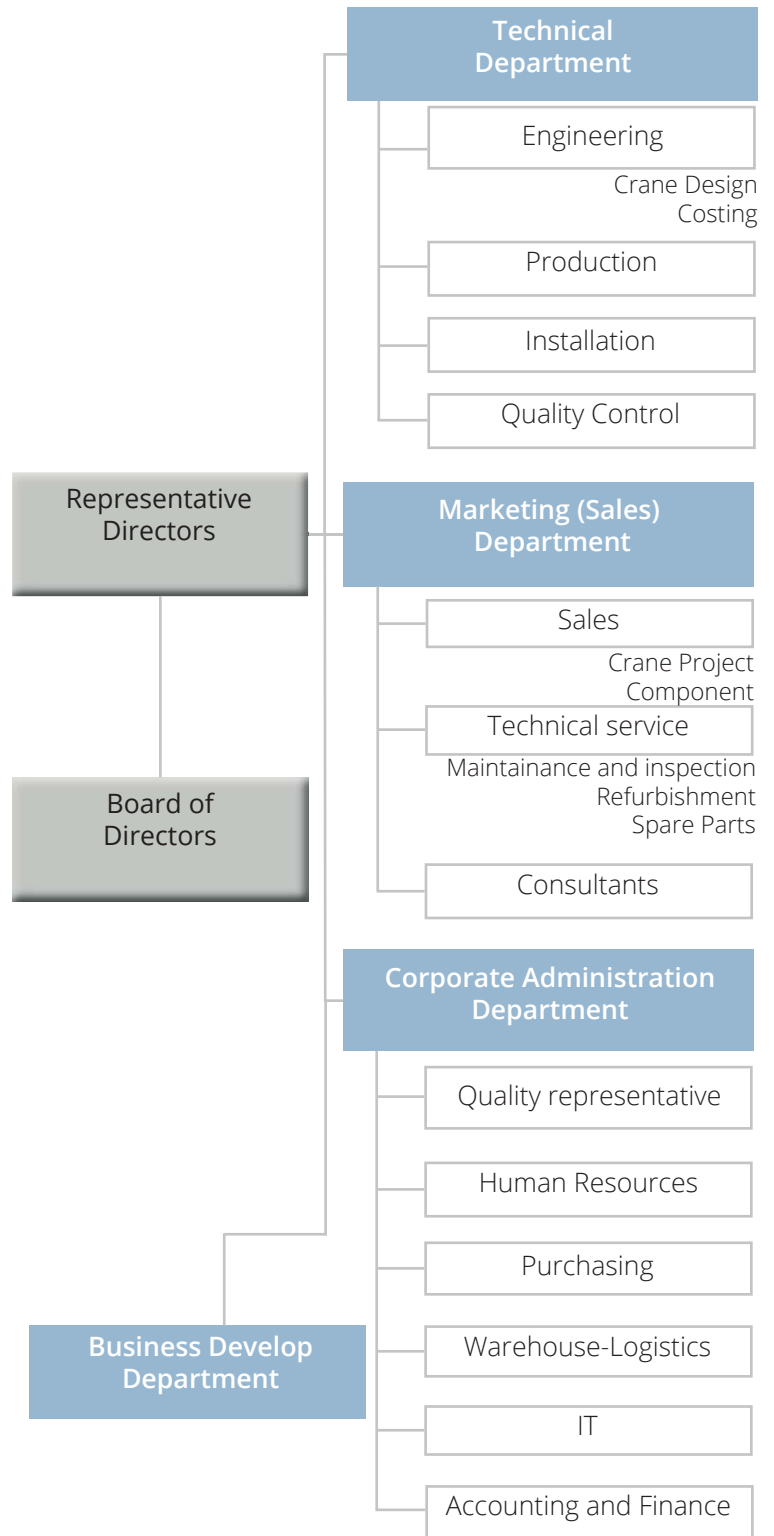 Technical
Department
Engineering
Crane Design
Costing
Production
Installation
Quality Control
Representative
Directors
Marketing (Sales)
Department
Sales
Crane Project
Component
Technical service
Maintainance and inspection
Refurbishment
Spare Parts
Board of
Directors
Consultants
Corporate Administration
Department
Quality representative
Human Resources
Purchasing
Business Develop
Department
Warehouse-Logistics
IT
Accounting and Finance